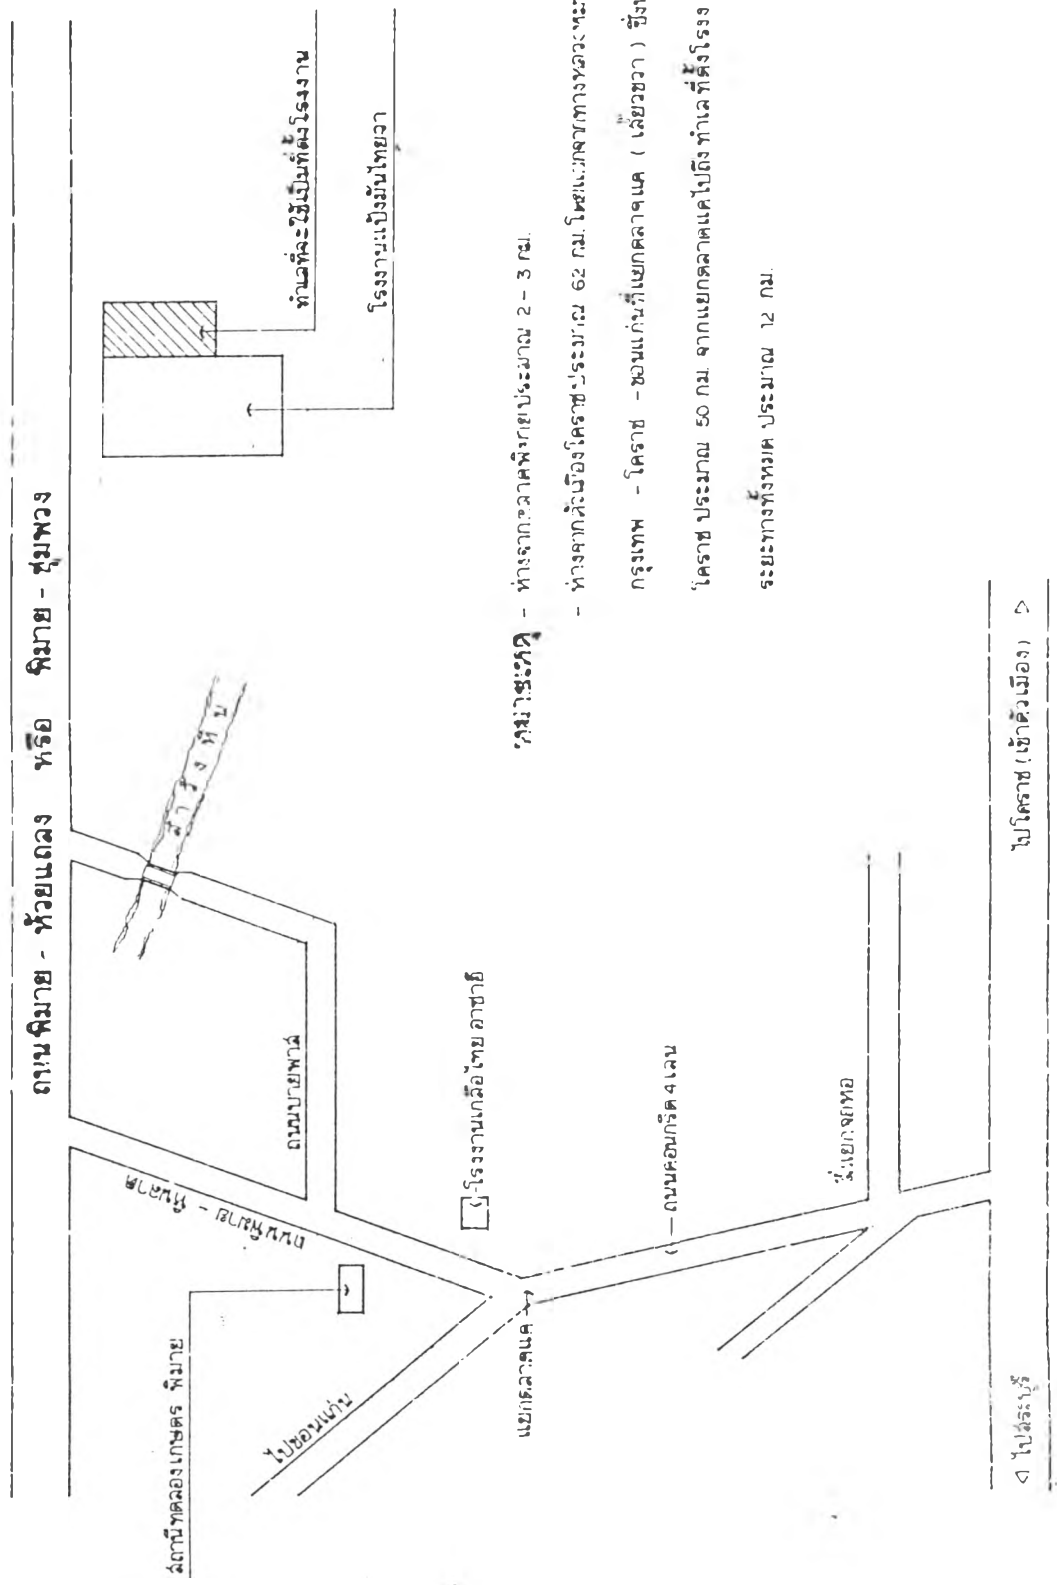 ถนนพิมาย - ห้วยแถลง หรือ พิมาย - ชุมพวง
ทำเลที่จะใช้เป็นที่ตั้งโรงงาน
โรงงานแป้งมันไทยวา
ลำรังหีบ
ถนนบายพาส
ถนนพิมาย - หินลาด
สถานีทดลองเกษตร พิมาย
ไปขอนแก่น
โรงงานเกลือไทย อาซาฮี
แยกตลาดแค
ถนนคอนกรีต 4 เลน
สี่แยกจอหอ
ไปโคราช (เข้าตัวเมือง)
ไปสระบุรี
หมายเหตุ - ห่างจากตลาดพิมายประมาณ 2 - 3 กม.
- ห่างจากตัวเมืองโคราชประมาณ 62 กม. โดยแยกจากทางหลวง
กรุงเทพ - โคราช - ขอนแก่นที่แยกตลาดแค ( เลี้ยวขวา )
โคราช ประมาณ 50 กม. จากแยกตลาดแคไปถึง ทำเลที่ตั้งโรงง
ระยะทางทั้งหมด ประมาณ 12 กม.